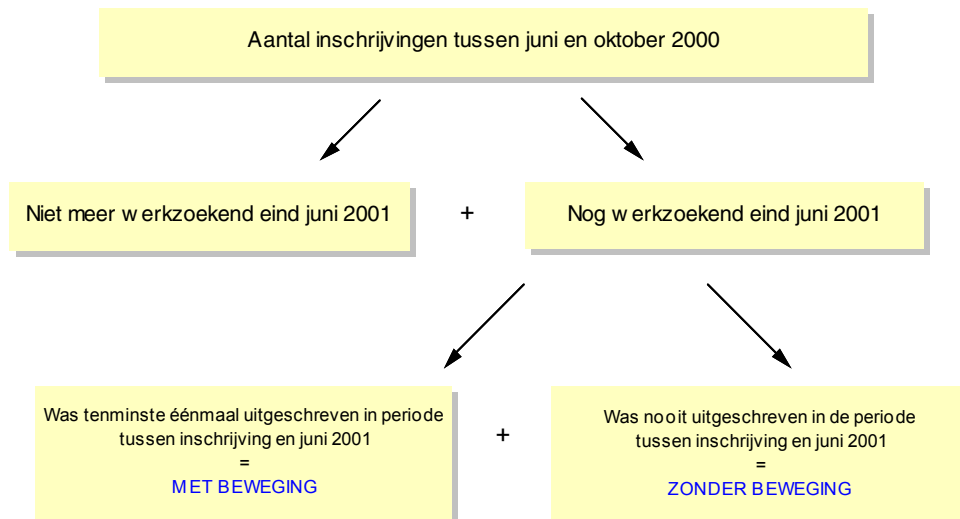 Aantal inschrijvingen tussen juni en oktober 2000
Niet meer werkzoekend eind juni 2001
+
Nog werkzoekend eind juni 2001
Was tenminste éénmaal uitgeschreven in periode
tussen inschrijving en juni 2001
=
MET BEWEGING
+
Was nooit uitgeschreven in de periode
tussen inschrijving en juni 2001
=
ZONDER BEWEGING